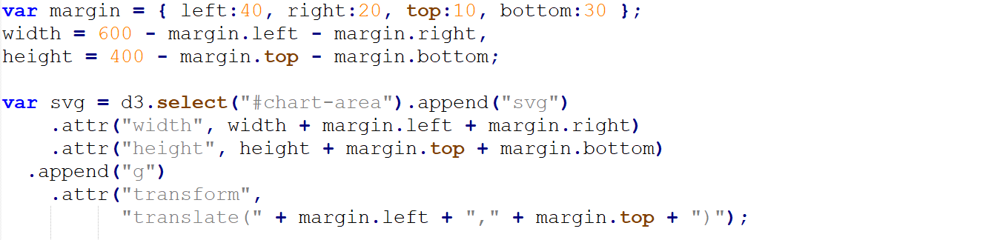 var margin = { left:40, right:20, top:10, bottom:30 };
width = 600 - margin.left - margin.right,
height = 400 - margin.top - margin.bottom;
var svg = d3.select("#chart-area").append("svg")
.attr("width", width + margin.left + margin.right)
.attr("height", height + margin.top + margin.bottom)
.append("g")
.attr("transform",
"translate(" + margin.left + "," + margin.top + ")");